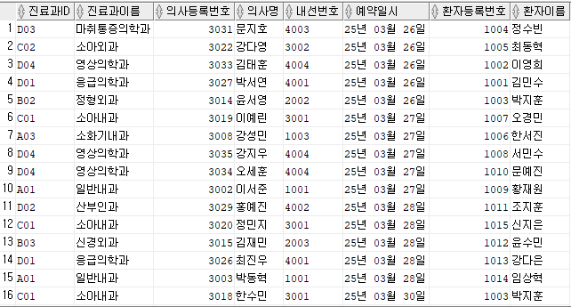 진료과ID 진료과이름 의사등록번호 의사명 내선번호 예약일시 환자등록번호 환자이름
1 D03 마취통증의학과 3031 문지호 4003 25년 03월 26일 1004 정수빈
2 C02 소아외과 3022 강다영 3002 25년 03월 26일 1005 최동혁
3 D04 영상의학과 3033 김태훈 4004 25년 03월 26일 1002 이영희
4 D01 응급의학과 3027 박서연 4001 25년 03월 26일 1001 김민수
5 B02 정형외과 3014 윤서영 2002 25년 03월 26일 1003 박지훈
6 C01 소아내과 3019 이예린 3001 25년 03월 27일 1007 오경민
7 A03 소화기내과 3008 강성민 1003 25년 03월 27일 1006 한서진
8 D04 영상의학과 3035 강지우 4004 25년 03월 27일 1008 서민수
9 D04 영상의학과 3034 오세훈 4004 25년 03월 27일 1010 문예진
10 A01 일반내과 3002 이서준 1001 25년 03월 27일 1009 황재원
11 D02 산부인과 3029 홍예진 4002 25년 03월 28일 1011 조지훈
12 C01 소아내과 3020 정민지 3001 25년 03월 28일 1015 신지은
13 B03 신경외과 3015 김재민 2003 25년 03월 28일 1012 윤수민
14 D01 응급의학과 3026 최진우 4001 25년 03월 28일 1013 강다은
15 A01 일반내과 3003 박동혁 1001 25년 03월 28일 1014 임상혁
16 C01 소아내과 3018 한수민 3001 25년 03월 30일 1003 박지훈